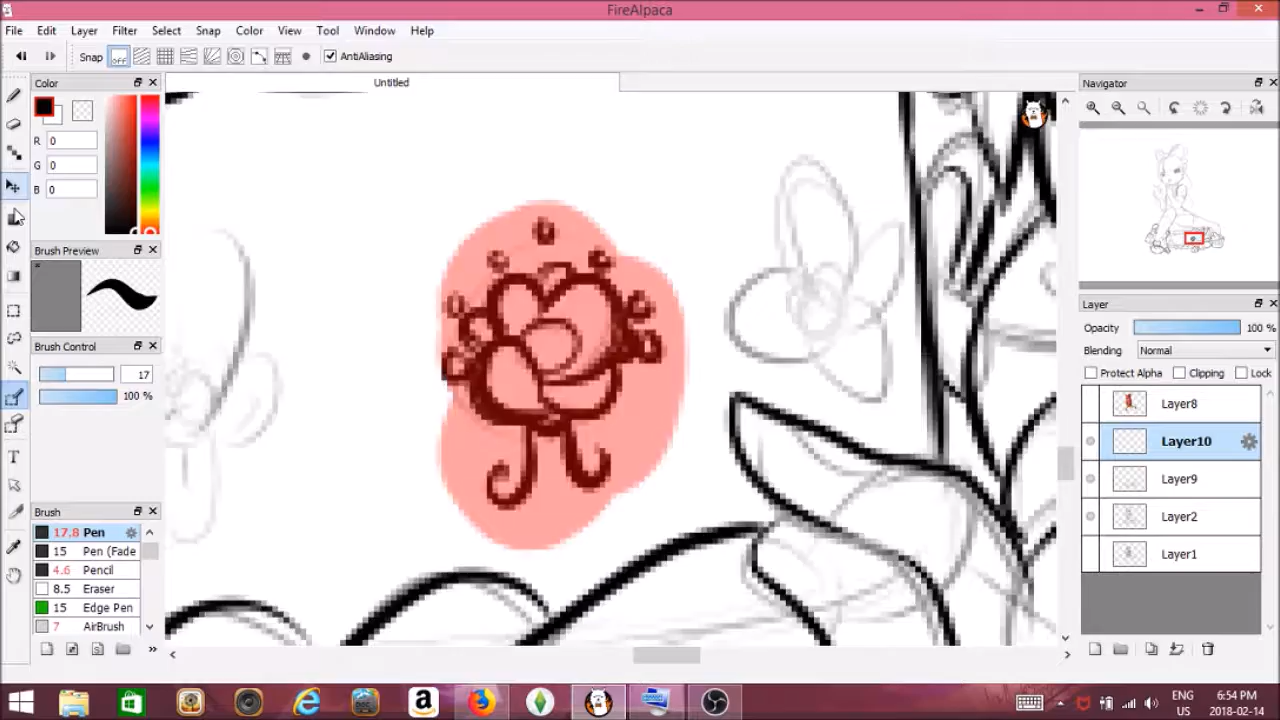 FireAlpaca
File Edit Layer Filter Select Snap Color View Tool Window Help
Snap OFF AntiAliasing
Color
Untitled
Navigator
R 0
G 0
B 0
Brush Preview
Layer
Opacity 100 %
Brush Control
Blending Normal
17
Protect Alpha Clipping Lock
100 %
Layer8
Layer10
Layer9
Brush
Layer2
17.8 Pen
15 Pen (Fade
Layer1
4.6 Pencil
8.5 Eraser
15 Edge Pen
7 AirBrush
ENG 6:54 PM
US 2018-02-14